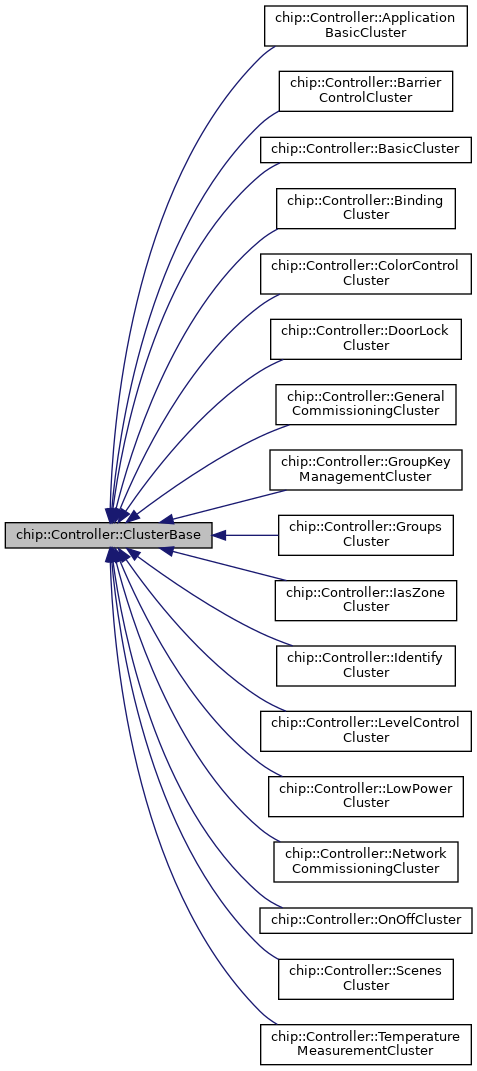 chip::Controller::Application
BasicCluster
chip::Controller::Barrier
ControlCluster
chip::Controller::BasicCluster
chip::Controller::Binding
Cluster
chip::Controller::ColorControl
Cluster
chip::Controller::DoorLock
Cluster
chip::Controller::General
CommissioningCluster
chip::Controller::GroupKey
ManagementCluster
chip::Controller::ClusterBase
chip::Controller::Groups
Cluster
chip::Controller::IasZone
Cluster
chip::Controller::Identify
Cluster
chip::Controller::LevelControl
Cluster
chip::Controller::LowPower
Cluster
chip::Controller::Network
CommissioningCluster
chip::Controller::OnOffCluster
chip::Controller::Scenes
Cluster
chip::Controller::Temperature
MeasurementCluster